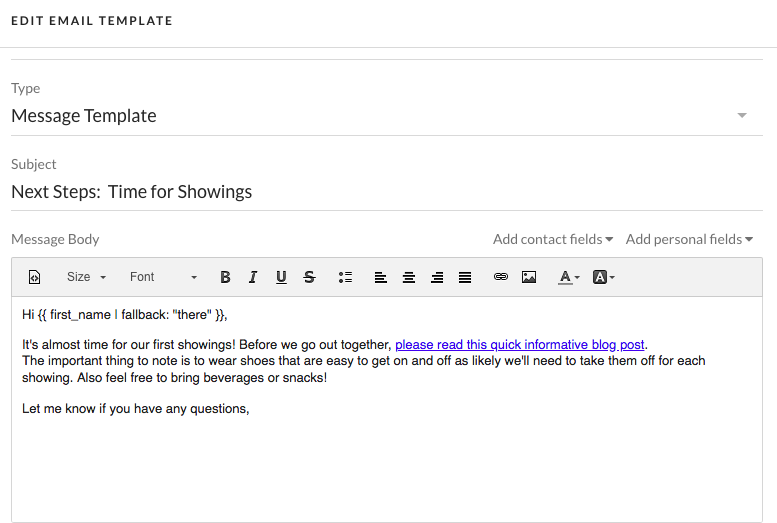 EDIT EMAIL TEMPLATE
Type
Message Template
Subject
Next Steps:  Time for Showings
Message Body
Add contact fields
Add personal fields
Size
Font
B
I
U
S
A
A
Hi {{ first_name | fallback: "there" }},
It's almost time for our first showings! Before we go out together, please read this quick informative blog post.
The important thing to note is to wear shoes that are easy to get on and off as likely we'll need to take them off for each
showing. Also feel free to bring beverages or snacks!
Let me know if you have any questions,